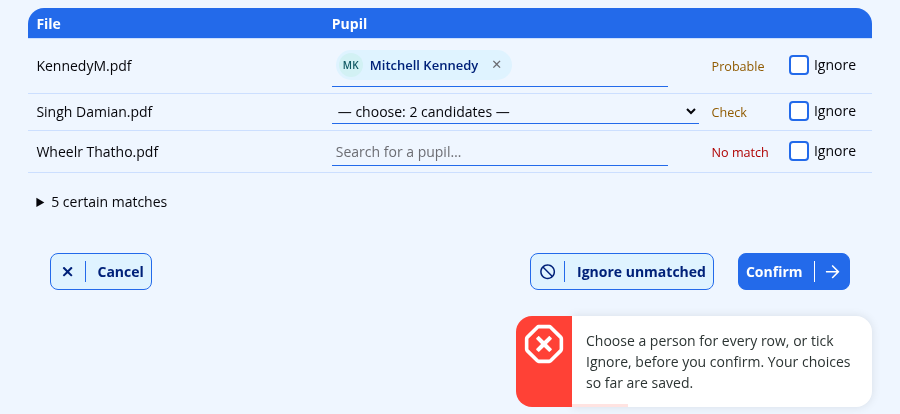 File Pupil
KennedyM.pdf MK Mitchell Kennedy × Probable Ignore
Singh Damian.pdf — choose: 2 candidates — Check Ignore
Wheelr Thatho.pdf Search for a pupil... No match Ignore
▶ 5 certain matches
Cancel Ignore unmatched Confirm
Choose a person for every row, or tick
Ignore, before you confirm. Your choices
so far are saved.